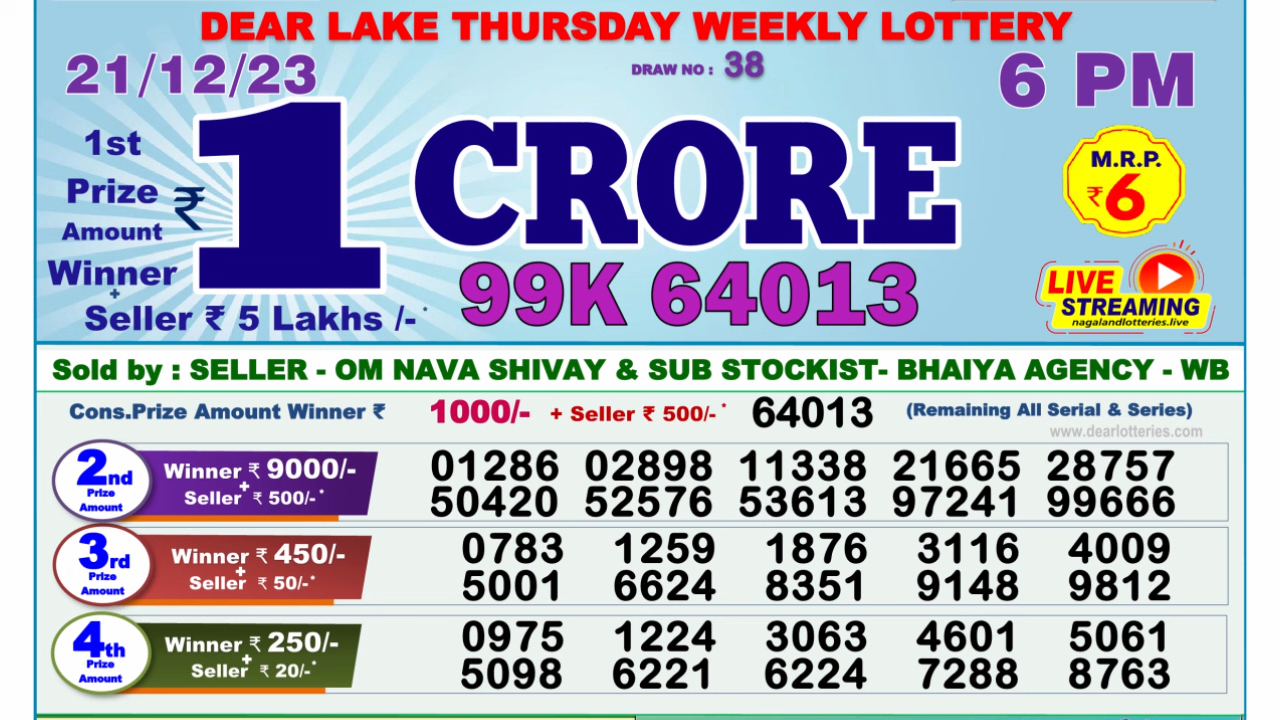 DEAR LAKE THURSDAY WEEKLY LOTTERY
21/12/23
DRAW NO : 38
6 PM
1st
Prize
Amount
Winner
+
Seller ₹ 5 Lakhs /-*
₹ 1 CRORE
99K 64013
M.R.P.
₹6
LIVE
STREAMING
nagalandlotteries.live
Sold by : SELLER - OM NAVA SHIVAY & SUB STOCKIST- BHAIYA AGENCY - WB
Cons.Prize Amount Winner ₹ 1000/- + Seller ₹ 500/-* 64013 (Remaining All Serial & Series)
www.dearlotteries.com
2nd
Prize
Amount
Winner ₹ 9000/-
+
Seller ₹ 500/-*
01286 02898 11338 21665 28757
50420 52576 53613 97241 99666
3rd
Prize
Amount
Winner ₹ 450/-
+
Seller ₹ 50/-*
0783 1259 1876 3116 4009
5001 6624 8351 9148 9812
4th
Prize
Amount
Winner ₹ 250/-
+
Seller ₹ 20/-*
0975 1224 3063 4601 5061
5098 6221 6224 7288 8763